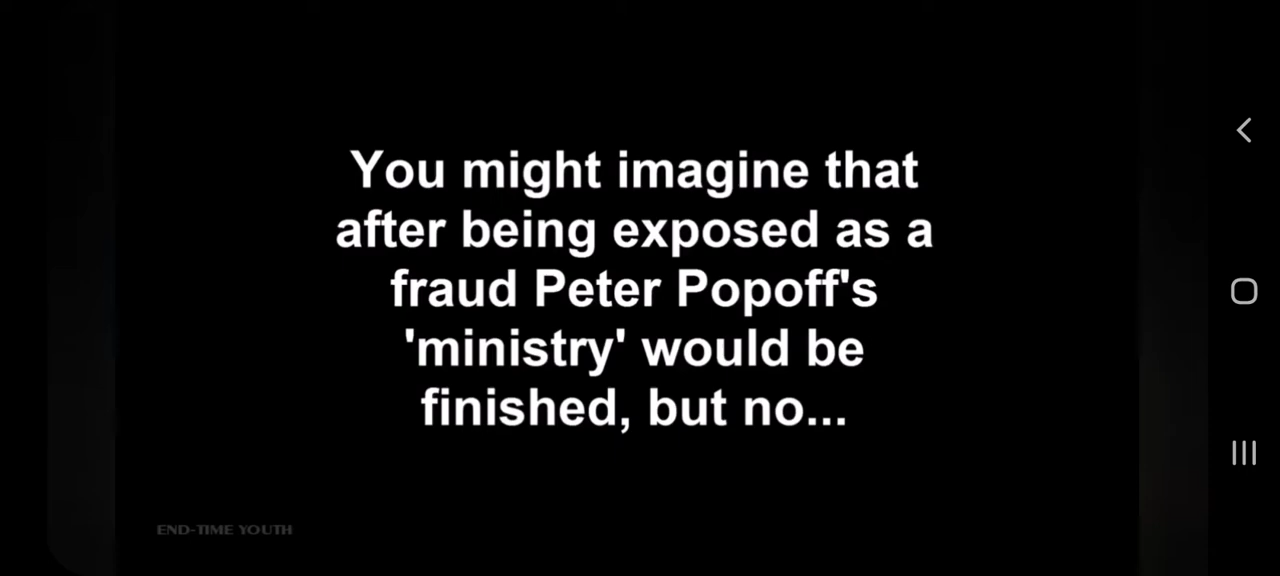 You might imagine that
after being exposed as a
fraud Peter Popoff's
'ministry' would be
finished, but no...
END-TIME YOUTH